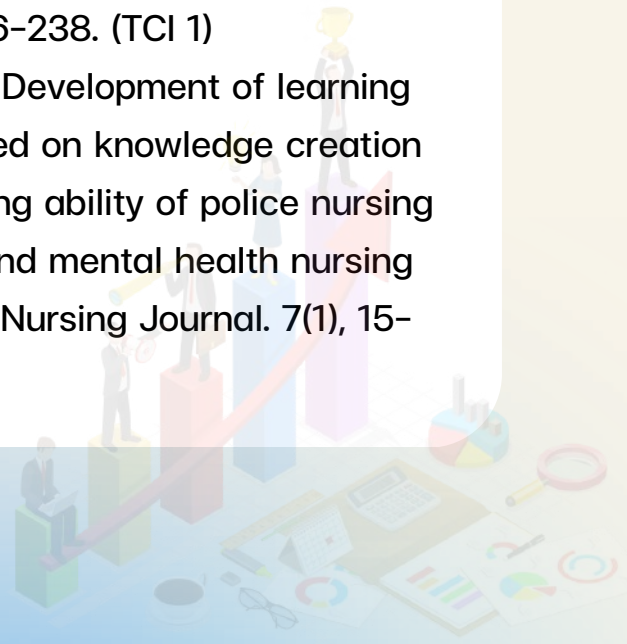 6-238. (TCI 1)
Development of learning
ed on knowledge creation
ng ability of police nursing
nd mental health nursing
Nursing Journal. 7(1), 15-